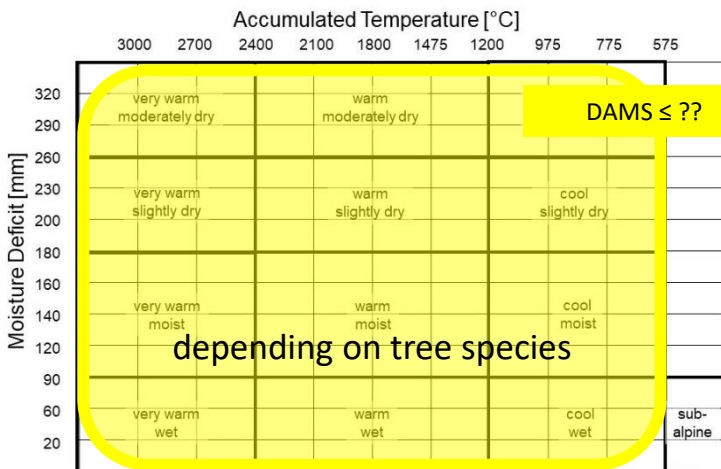 Accumulated Temperature [°C]
3000 2700 2400 2100 1800 1475 1200 975 775 575
Moisture Deficit [mm]
320
290
260
230
200
180
160
140
120
90
60
20
very warm
moderately dry
warm
moderately dry
DAMS ≤ ??
very warm
slightly dry
warm
slightly dry
cool
slightly dry
very warm
moist
warm
moist
cool
moist
depending on tree species
very warm
wet
warm
wet
cool
wet
sub-
alpine